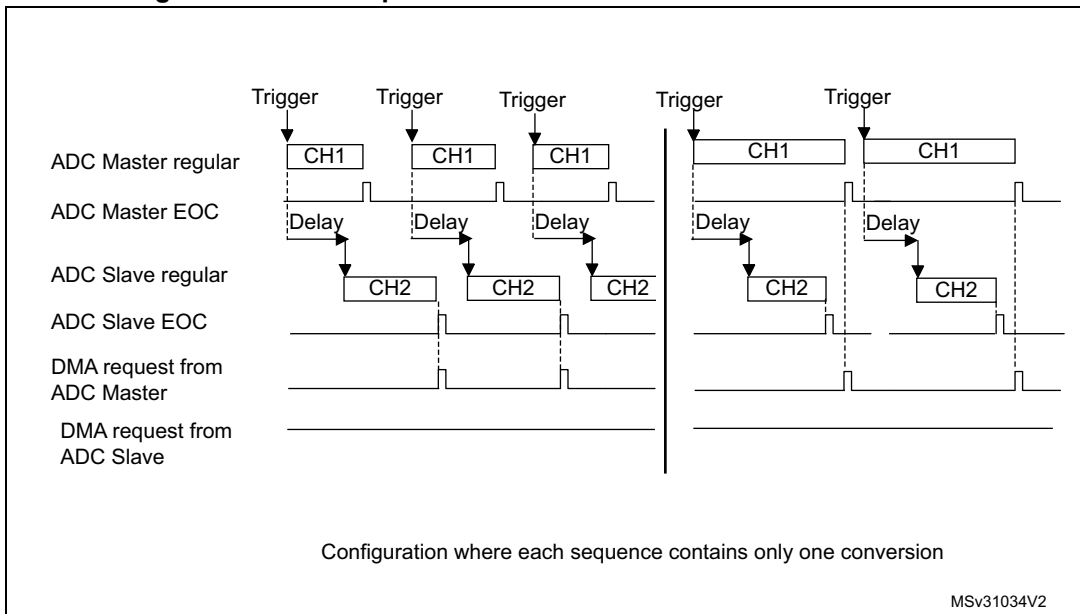 Trigger Trigger Trigger Trigger Trigger
ADC Master regular CH1 CH1 CH1 CH1 CH1
ADC Master EOC
Delay Delay Delay Delay Delay
ADC Slave regular
CH2 CH2 CH2 CH2 CH2
ADC Slave EOC
DMA request from
ADC Master
DMA request from
ADC Slave
Configuration where each sequence contains only one conversion
MSv31034V2